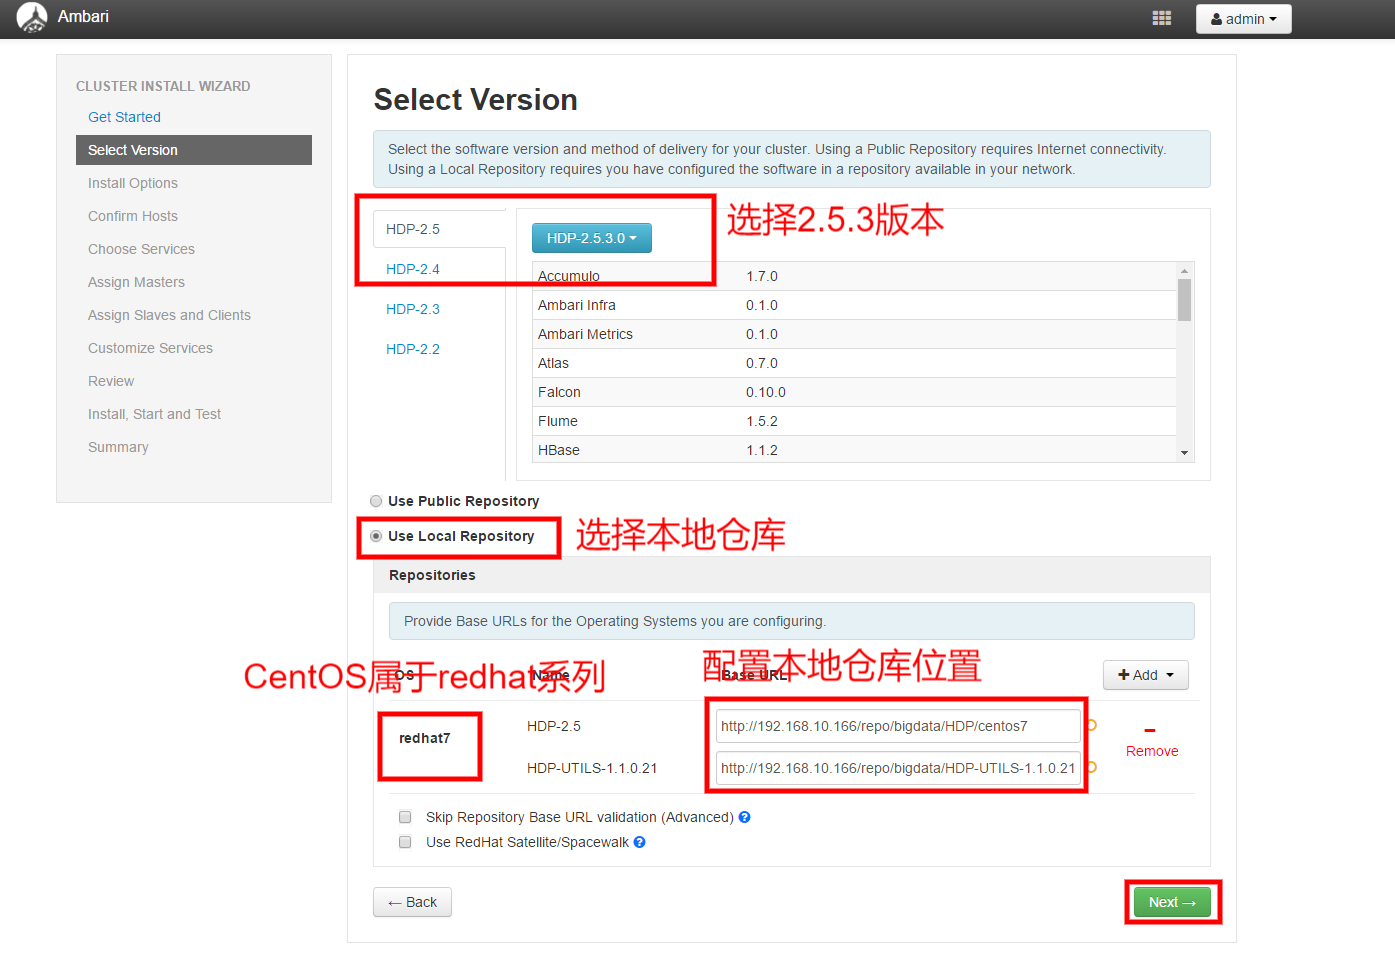 Ambari
admin
CLUSTER INSTALL WIZARD
Get Started
Select Version
Install Options
Confirm Hosts
Choose Services
Assign Masters
Assign Slaves and Clients
Customize Services
Review
Install, Start and Test
Summary
Select Version
Select the software version and method of delivery for your cluster. Using a Public Repository requires Internet connectivity.
Using a Local Repository requires you have configured the software in a repository available in your network.
选择2.5.3版本
HDP-2.5
HDP-2.4
HDP-2.3
HDP-2.2
HDP-2.5.3.0
Accumulo 1.7.0
Ambari Infra 0.1.0
Ambari Metrics 0.1.0
Atlas 0.7.0
Falcon 0.10.0
Flume 1.5.2
HBase 1.1.2
Use Public Repository
Use Local Repository
选择本地仓库
Repositories
Provide Base URLs for the Operating Systems you are configuring.
CentOS属于redhat系列
配置本地仓库位置
OS Name Base URL
+ Add
redhat7
HDP-2.5 http://192.168.10.166/repo/bigdata/HDP/centos7
HDP-UTILS-1.1.0.21 http://192.168.10.166/repo/bigdata/HDP-UTILS-1.1.0.21
Remove
Skip Repository Base URL validation (Advanced) ?
Use RedHat Satellite/Spacewalk ?
← Back
Next →